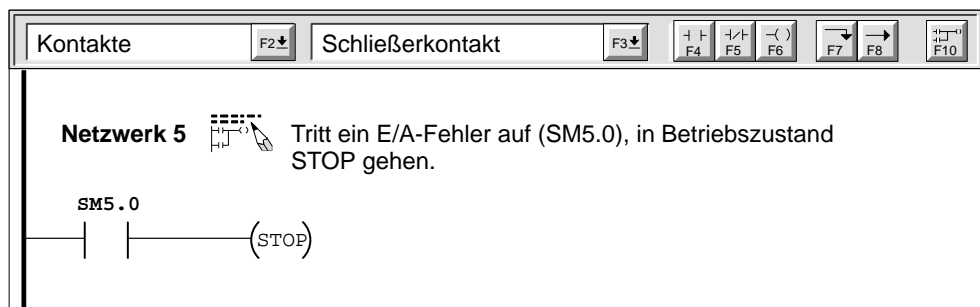 Kontakte F2 Schließerkontakt F3 F4 F5 F6 F7 F8 F10
Netzwerk 5 Tritt ein E/A-Fehler auf (SM5.0), in Betriebszustand
STOP gehen.
SM5.0
STOP